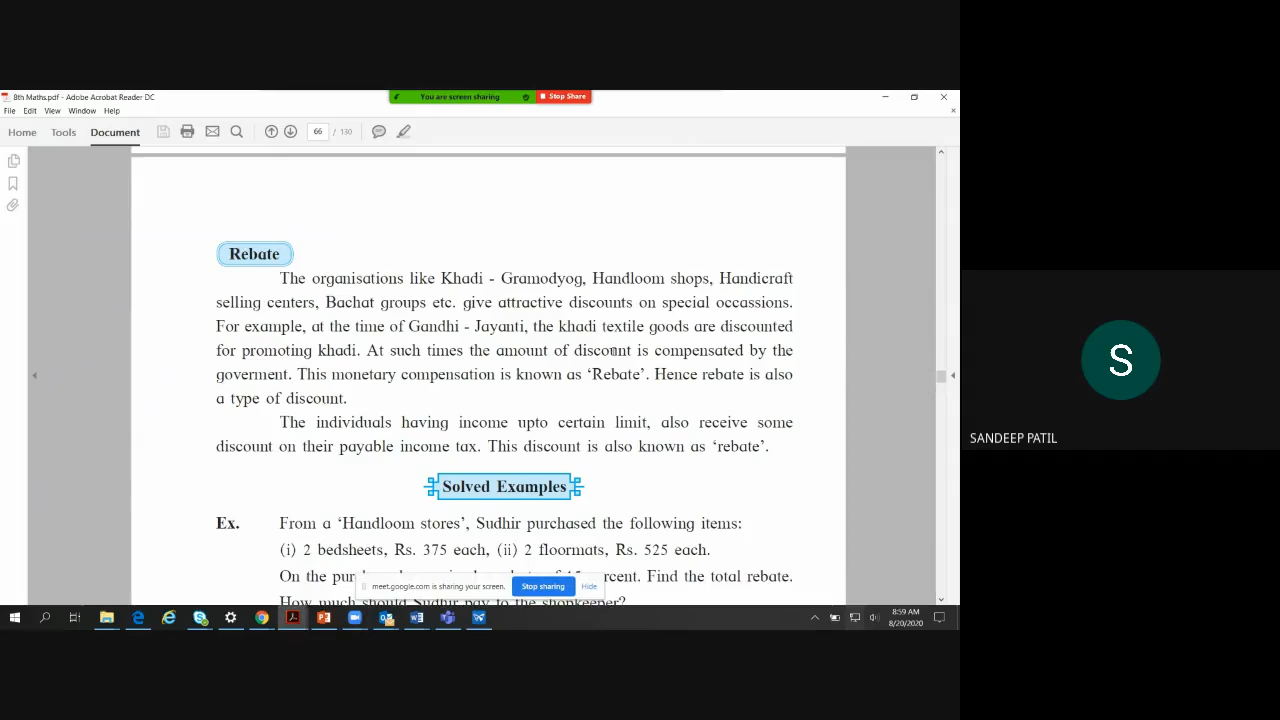 8th Maths.pdf - Adobe Acrobat Reader DC
You are screen sharing
Stop Share
File Edit View Window Help
Home Tools Document
66 / 130
Rebate
The organisations like Khadi - Gramodyog, Handloom shops, Handicraft
selling centers, Bachat groups etc. give attractive discounts on special occassions.
For example, at the time of Gandhi - Jayanti, the khadi textile goods are discounted
for promoting khadi. At such times the amount of discount is compensated by the
goverment. This monetary compensation is known as ‘Rebate’. Hence rebate is also
a type of discount.
The individuals having income upto certain limit, also receive some
discount on their payable income tax. This discount is also known as ‘rebate’.
Solved Examples
Ex. From a ‘Handloom stores’, Sudhir purchased the following items:
(i) 2 bedsheets, Rs. 375 each, (ii) 2 floormats, Rs. 525 each.
On the Find the total rebate.
How much should Sudhir pay to the shopkeeper?
meet.google.com is sharing your screen. Stop sharing Hide
8:59 AM
8/20/2020
S
SANDEEP PATIL